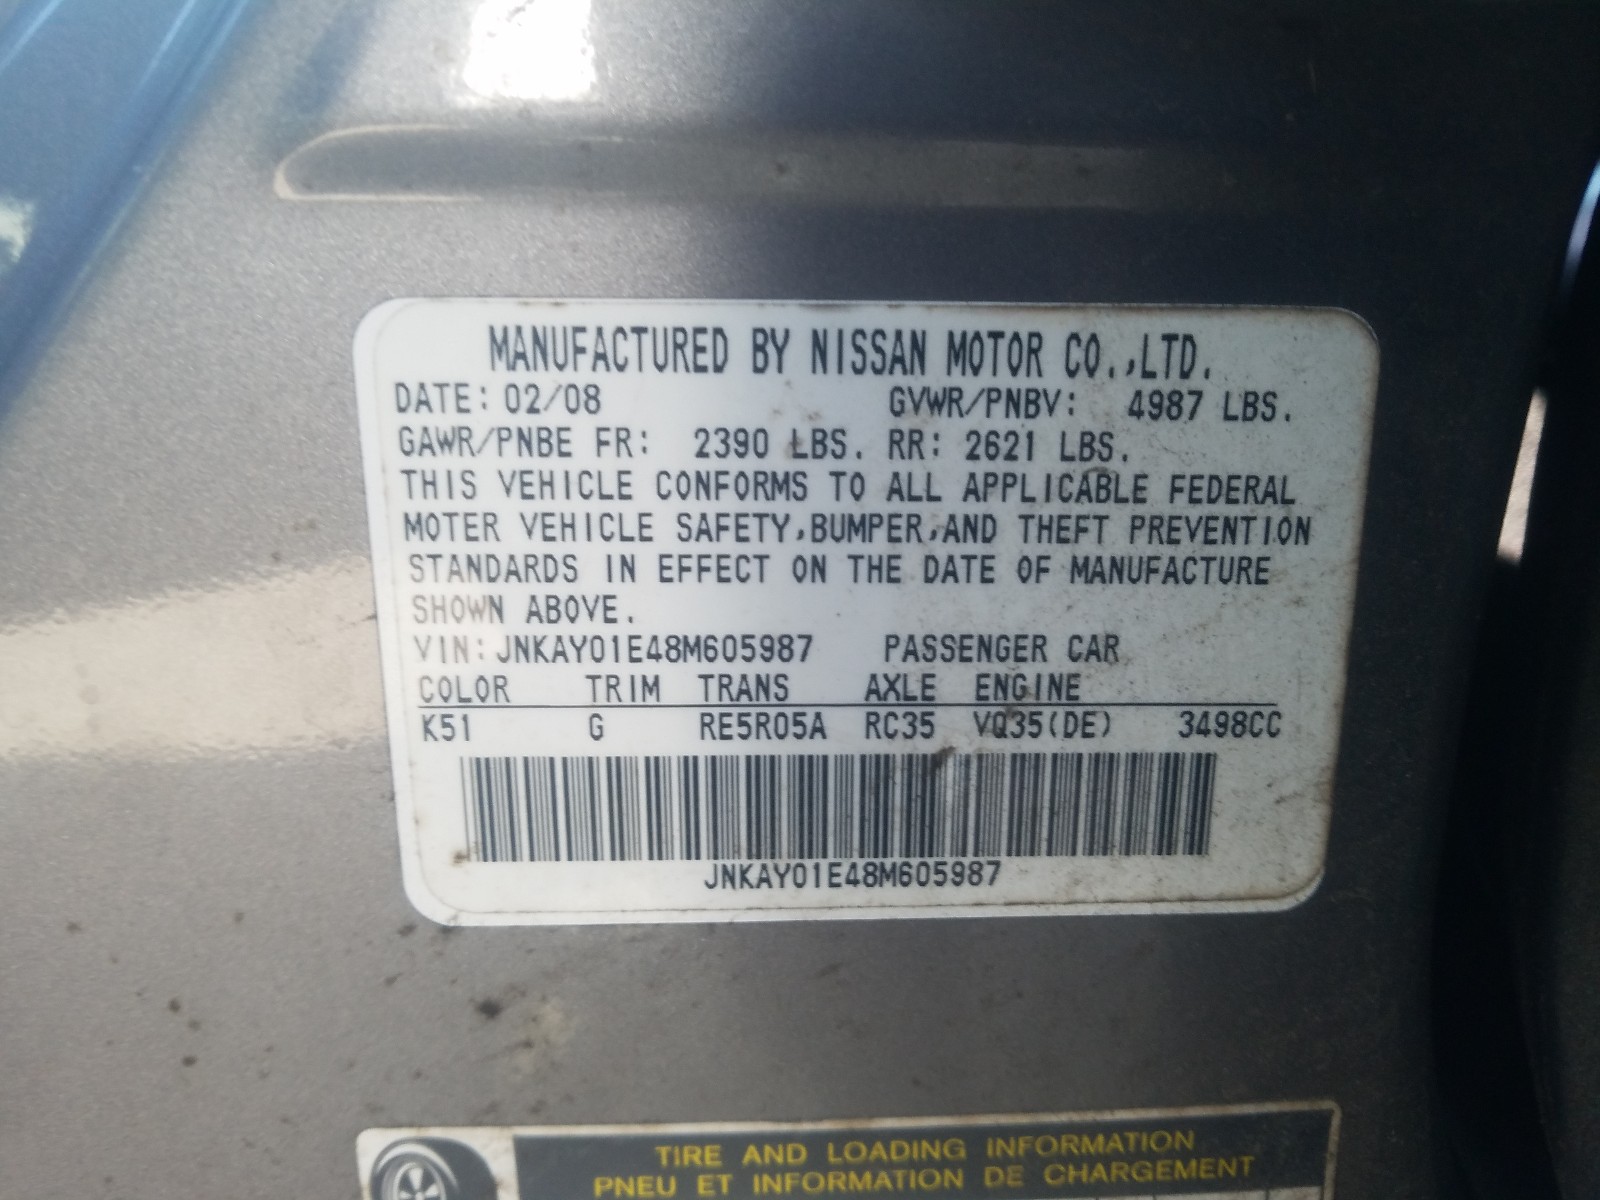 MANUFACTURED BY NISSAN MOTOR CO.,LTD.
DATE: 02/08 GVWR/PNBV: 4987 LBS.
GAWR/PNBE FR: 2390 LBS. RR: 2621 LBS.
THIS VEHICLE CONFORMS TO ALL APPLICABLE FEDERAL
MOTER VEHICLE SAFETY,BUMPER,AND THEFT PREVENTION
STANDARDS IN EFFECT ON THE DATE OF MANUFACTURE
SHOWN ABOVE.
VIN: JNKAY01E48M605987 PASSENGER CAR
COLOR TRIM TRANS AXLE ENGINE
K51 G RE5R05A RC35 VQ35(DE) 3498CC
JNKAY01E48M605987
TIRE AND LOADING INFORMATION
PNEU ET INFORMATION DE CHARGEMENT